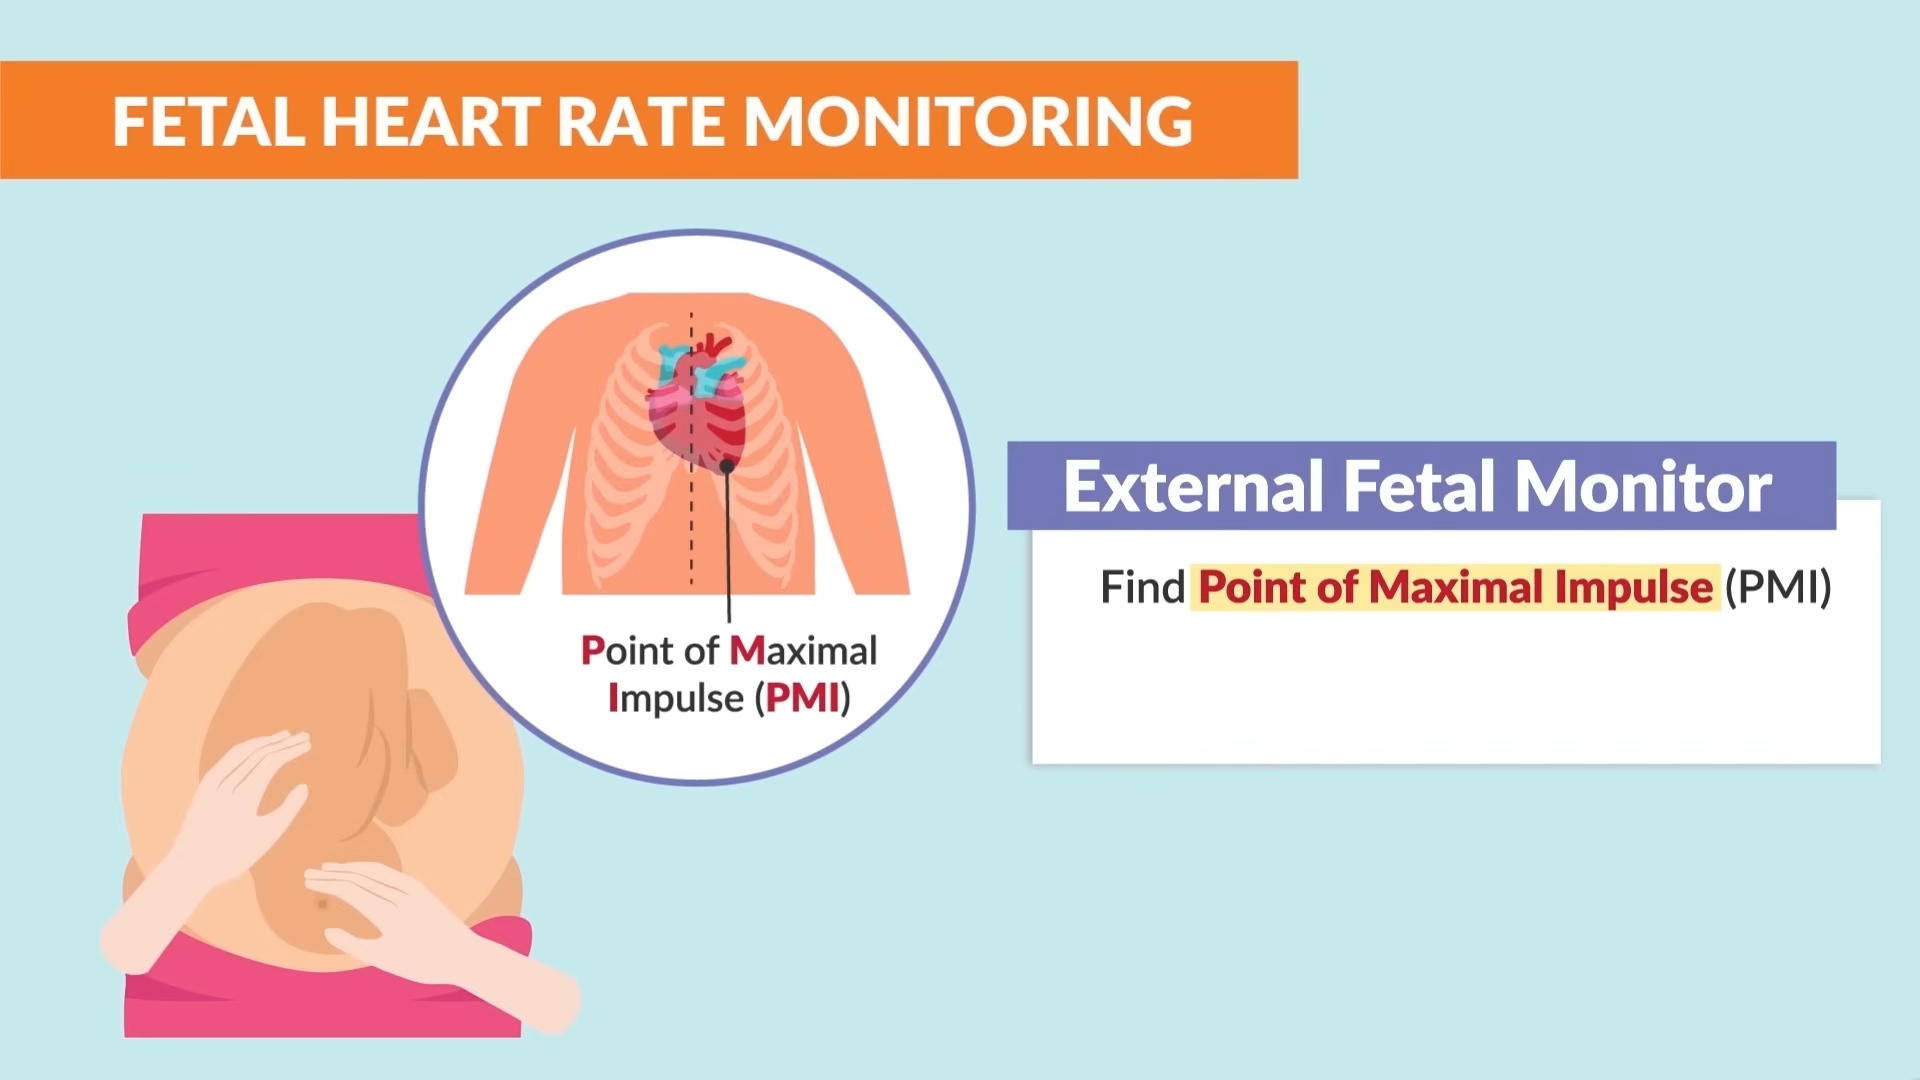 FETAL HEART RATE MONITORING
Point of Maximal
Impulse (PMI)
External Fetal Monitor
Find Point of Maximal Impulse (PMI)